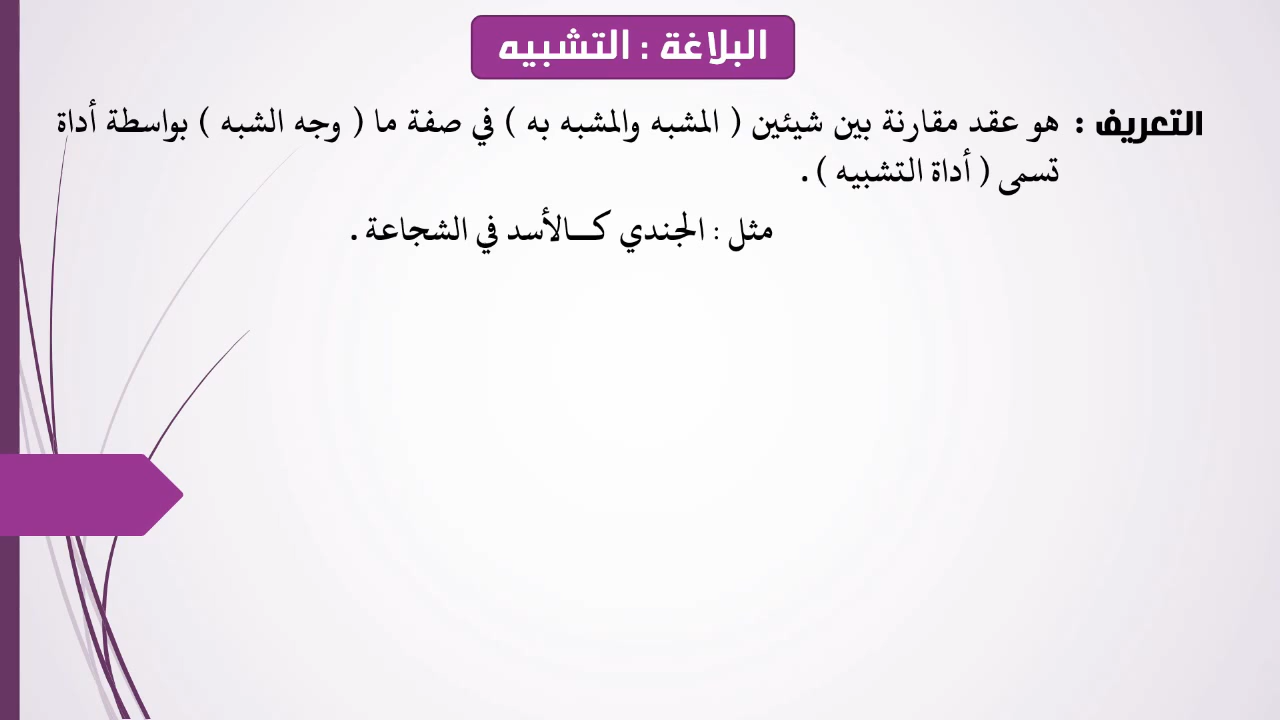 البلاغة : التشبيه
التعريف : هو عقد مقارنة بين شيئين ( المشبه والمشبه به ) في صفة ما ( وجه الشبه ) بواسطة أداة
تسمى ( أداة التشبيه ) .
مثل : الجندي كـــالأسد في الشجاعة .